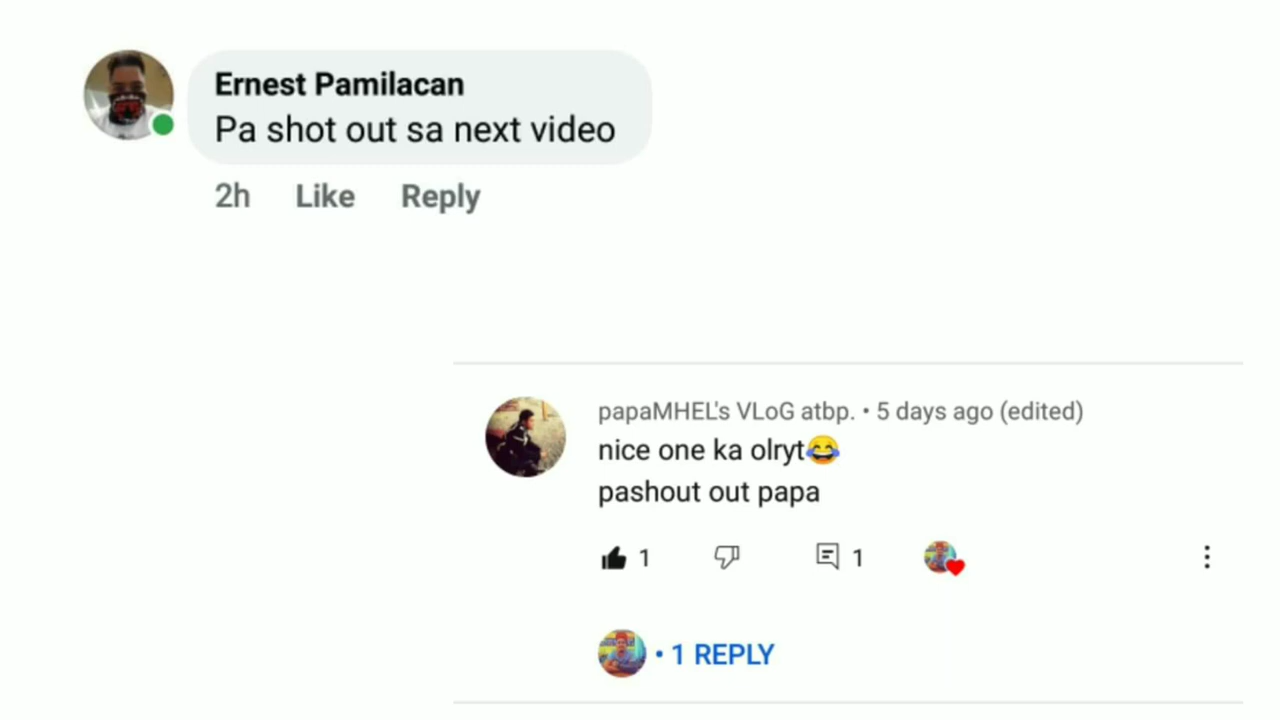 Ernest Pamilacan
Pa shot out sa next video
2h Like Reply
papaMHEL's VLoG atbp. • 5 days ago (edited)
nice one ka olryt😂
pashout out papa
1 1
• 1 REPLY